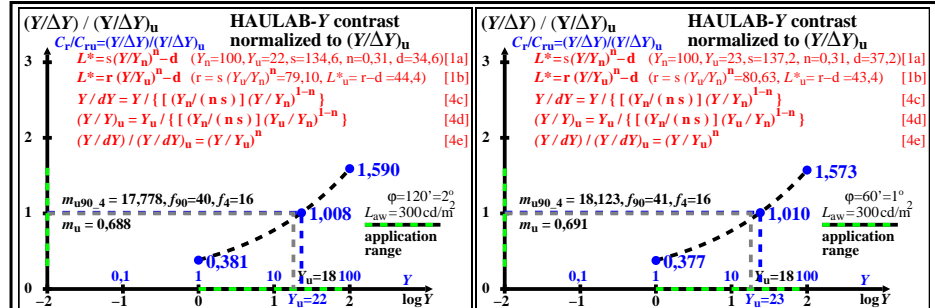 (Y/ΔY) / (Y/ΔY)u HAULAB-Y contrast
Cr/Cru=(Y/ΔY)/(Y/ΔY)u normalized to (Y/ΔY)u
L*=s(Y/Yn)^n−d (Yn=100, Yu=22, s=134,6, n=0,31, d=34,6) [1a]
L*=r(Y/Yu)^n−d (r = s (Yu/Yn)^n=79,10, L*u= r−d =44,4) [1b]
Y / dY = Y / { [ (Yn / ( n s ) ] (Y / Yn)^1−n } [4c]
(Y / Y)u = Yu / { [ (Yn / ( n s ) ] (Yu / Yn)^1−n } [4d]
(Y / dY) / (Y / dY)u = (Y / Yu)^n [4e]
3
2
1
0
1,590
mu90_4 = 17,778, f90=40, f4=16
mu = 0,688
1,008
0,381
φ=120'=2°
Law=300cd/m²
application
range
Yu=18
0,1 1 10 100 Y
−2 −1 0 1 2 log Y
Yu=22
(Y/ΔY) / (Y/ΔY)u HAULAB-Y contrast
Cr/Cru=(Y/ΔY)/(Y/ΔY)u normalized to (Y/ΔY)u
L*=s(Y/Yn)^n−d (Yn=100, Yu=23, s=137,2, n=0,31, d=37,2) [1a]
L*=r(Y/Yu)^n−d (r = s (Yu/Yn)^n=80,63, L*u= r−d =43,4) [1b]
Y / dY = Y / { [ (Yn / ( n s ) ] (Y / Yn)^1−n } [4c]
(Y / Y)u = Yu / { [ (Yn / ( n s ) ] (Yu / Yn)^1−n } [4d]
(Y / dY) / (Y / dY)u = (Y / Yu)^n [4e]
3
2
1
0
1,573
mu90_4 = 18,123, f90=41, f4=16
mu = 0,691
1,010
0,377
φ=60'=1°
Law=300cd/m²
application
range
Yu=18
0,1 1 10 100 Y
−2 −1 0 1 2 log Y
Yu=23